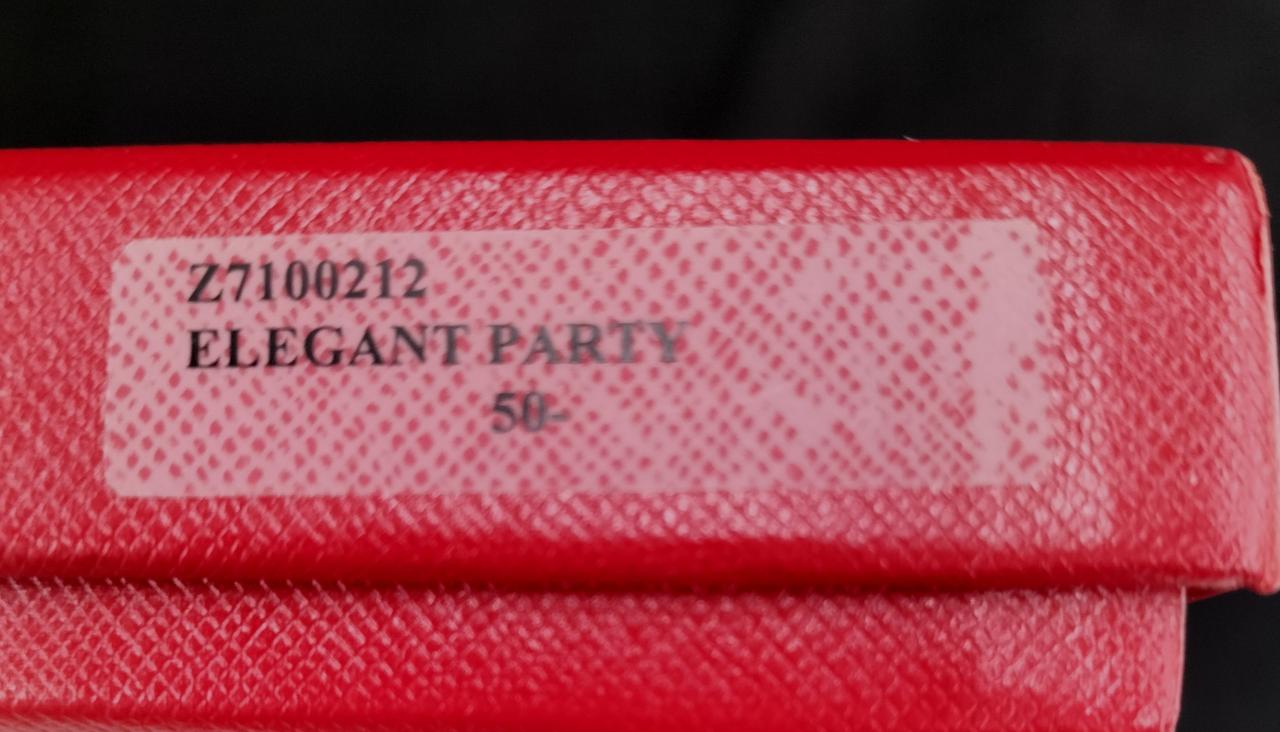 Z7100212
ELEGANT PARTY
50-